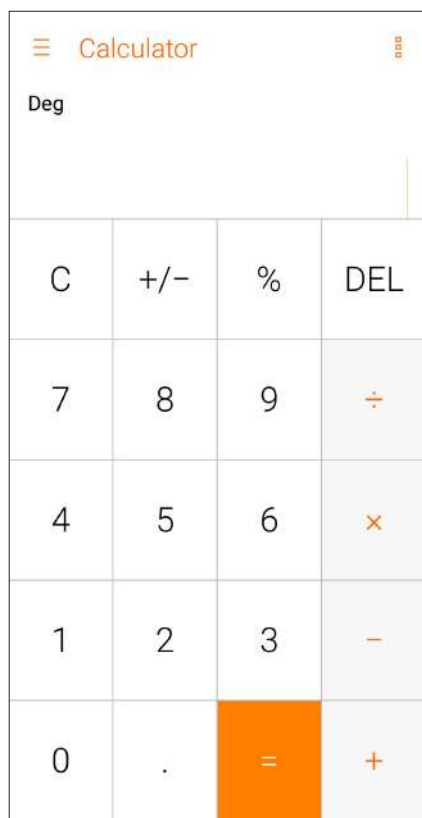 Calculator
Deg
C +/− % DEL
7 8 9 ÷
4 5 6 ×
1 2 3 −
0 . = +